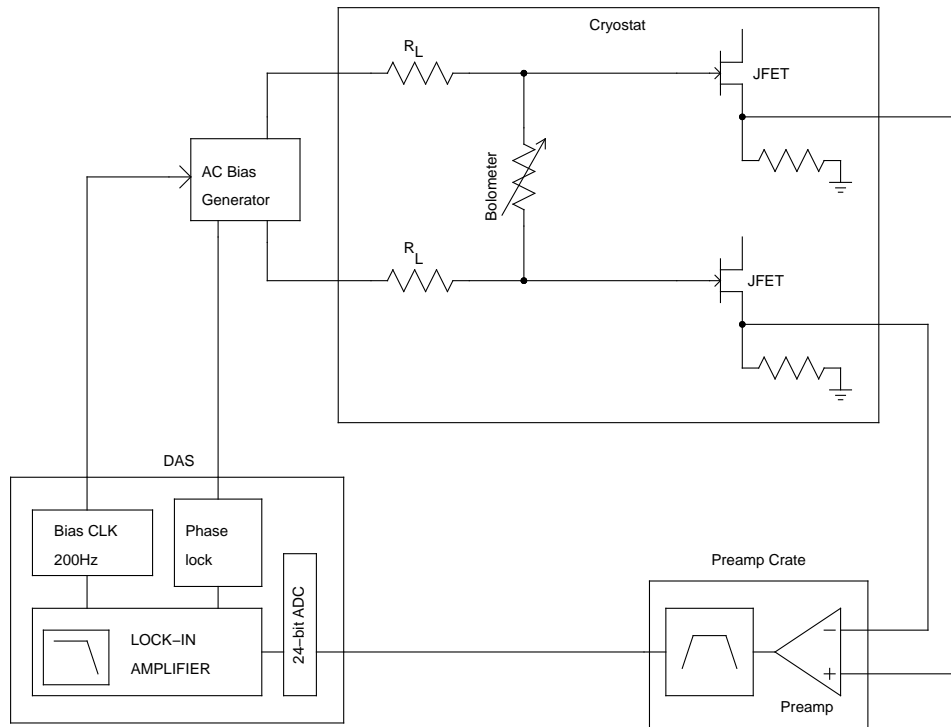 Cryostat
R_L
JFET
AC Bias
Generator
Bolometer
R_L
JFET
DAS
Bias CLK
200Hz
Phase
lock
24−bit ADC
LOCK−IN
AMPLIFIER
Preamp Crate
−
+
Preamp